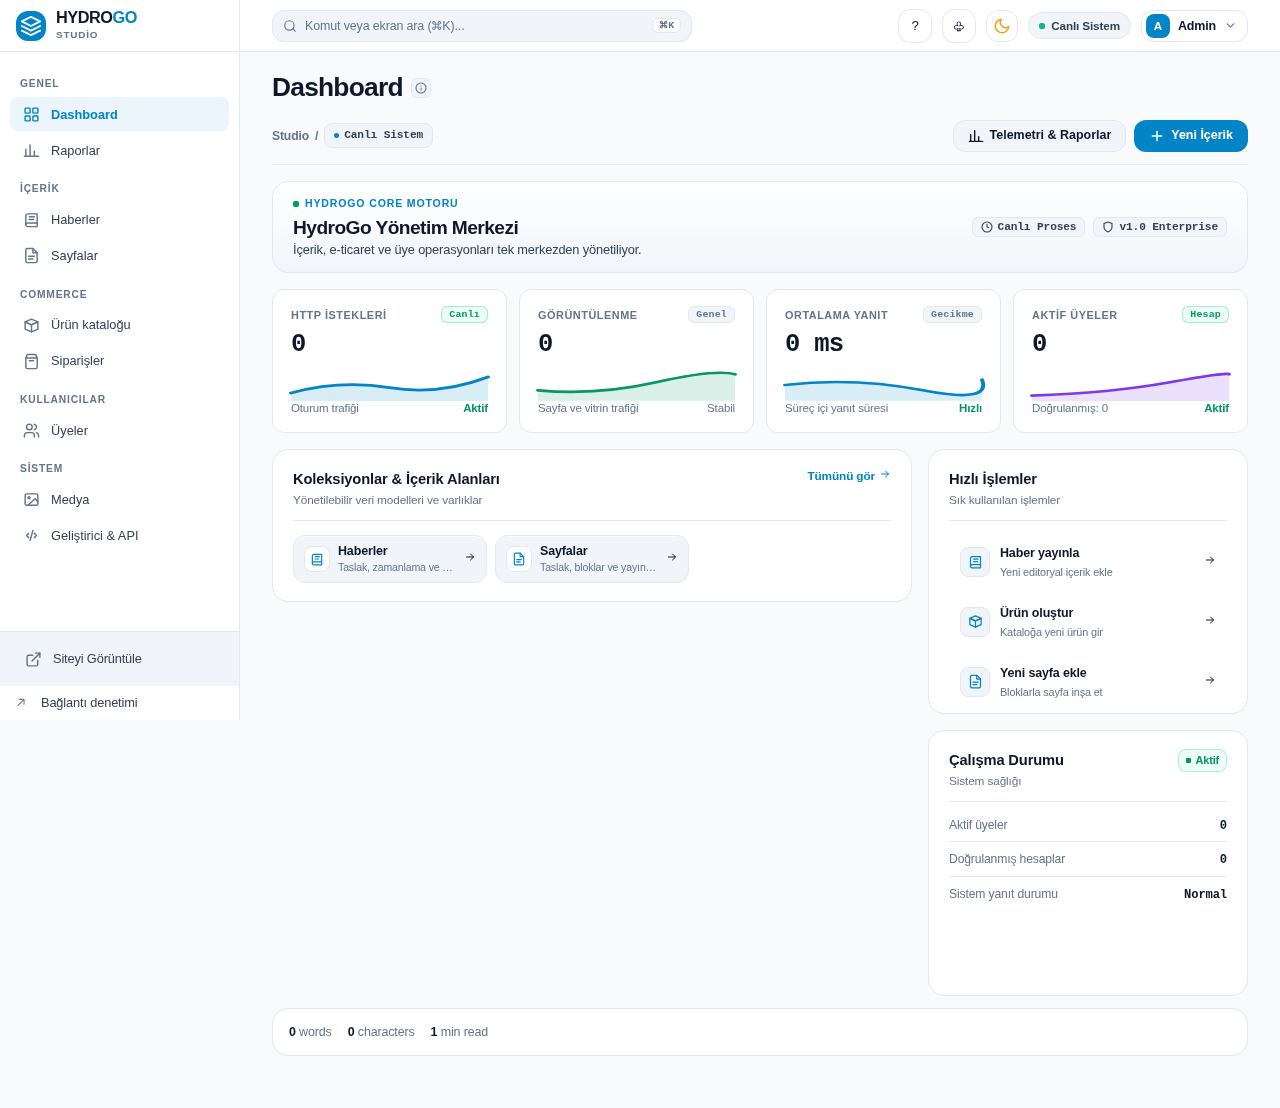 HYDROGO
STUDİO
Komut veya ekran ara (⌘K)...
⌘K
?
Canlı Sistem
A
Admin
GENEL
Dashboard
Raporlar
İÇERİK
Haberler
Sayfalar
COMMERCE
Ürün kataloğu
Siparişler
KULLANICILAR
Üyeler
SİSTEM
Medya
Geliştirici & API
Siteyi Görüntüle
Bağlantı denetimi
Dashboard
Studio / Canlı Sistem
Telemetri & Raporlar
Yeni İçerik
HYDROGO CORE MOTORU
HydroGo Yönetim Merkezi
İçerik, e-ticaret ve üye operasyonları tek merkezden yönetiliyor.
Canlı Proses
v1.0 Enterprise
HTTP İSTEKLERİ
Canlı
0
Oturum trafiği
Aktif
GÖRÜNTÜLENME
Genel
0
Sayfa ve vitrin trafiği
Stabil
ORTALAMA YANIT
Gecikme
0 ms
Süreç içi yanıt süresi
Hızlı
AKTİF ÜYELER
Hesap
0
Doğrulanmış: 0
Aktif
Koleksiyonlar & İçerik Alanları
Tümünü gör
Yönetilebilir veri modelleri ve varlıklar
Haberler
Taslak, zamanlama ve ...
Sayfalar
Taslak, bloklar ve yayın...
Hızlı İşlemler
Sık kullanılan işlemler
Haber yayınla
Yeni editoryal içerik ekle
Ürün oluştur
Kataloğa yeni ürün gir
Yeni sayfa ekle
Bloklarla sayfa inşa et
Çalışma Durumu
Aktif
Sistem sağlığı
Aktif üyeler
0
Doğrulanmış hesaplar
0
Sistem yanıt durumu
Normal
0 words 0 characters 1 min read